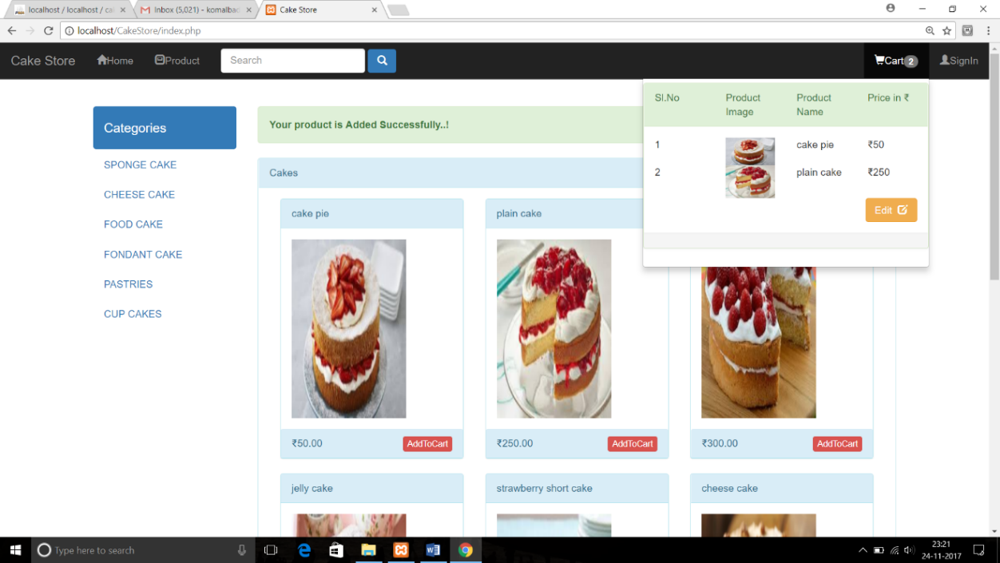 localhost / localhost / ca
Inbox (5,021) - komalbad
Cake Store
localhost/CakeStore/index.php
Cake Store
Home
Product
Search
Cart 2
SignIn
Sl.No
Product Image
Product Name
Price in ₹
1
cake pie
₹50
2
plain cake
₹250
Edit
Categories
SPONGE CAKE
CHEESE CAKE
FOOD CAKE
FONDANT CAKE
PASTRIES
CUP CAKES
Your product is Added Successfully..!
Cakes
cake pie
plain cake
₹50.00
AddToCart
₹250.00
AddToCart
₹300.00
AddToCart
jelly cake
strawberry short cake
cheese cake
Type here to search
23:21
24-11-2017